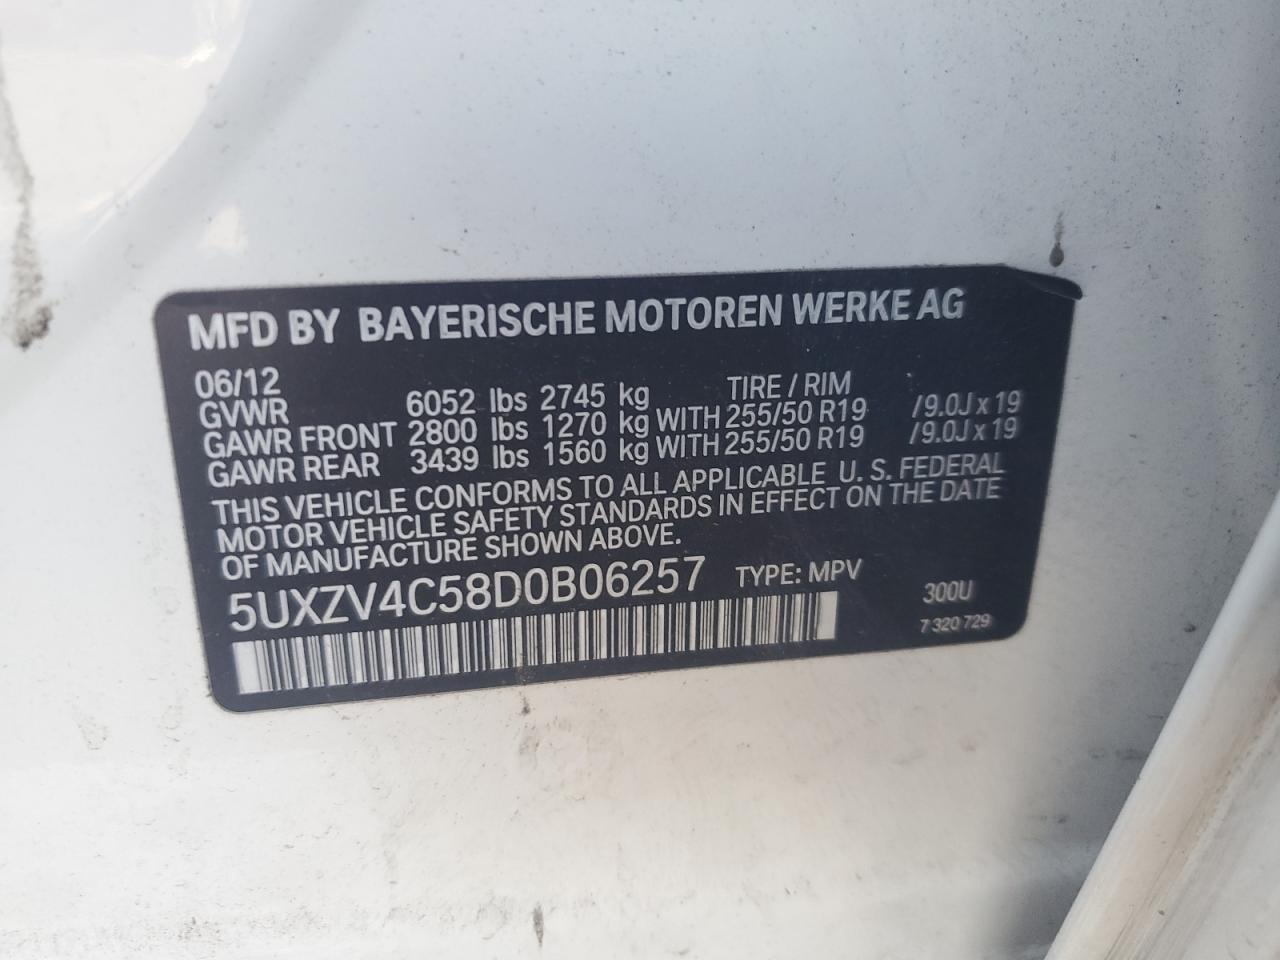 MFD BY BAYERISCHE MOTOREN WERKE AG
06/12 TIRE / RIM
GVWR 6052 lbs 2745 kg
GAWR FRONT 2800 lbs 1270 kg WITH 255/50 R19 /9.0J x 19
GAWR REAR 3439 lbs 1560 kg WITH 255/50 R19 /9.0J x 19
THIS VEHICLE CONFORMS TO ALL APPLICABLE U. S. FEDERAL
MOTOR VEHICLE SAFETY STANDARDS IN EFFECT ON THE DATE
OF MANUFACTURE SHOWN ABOVE.
5UXZV4C58D0B06257 TYPE: MPV
300U
7 320 729